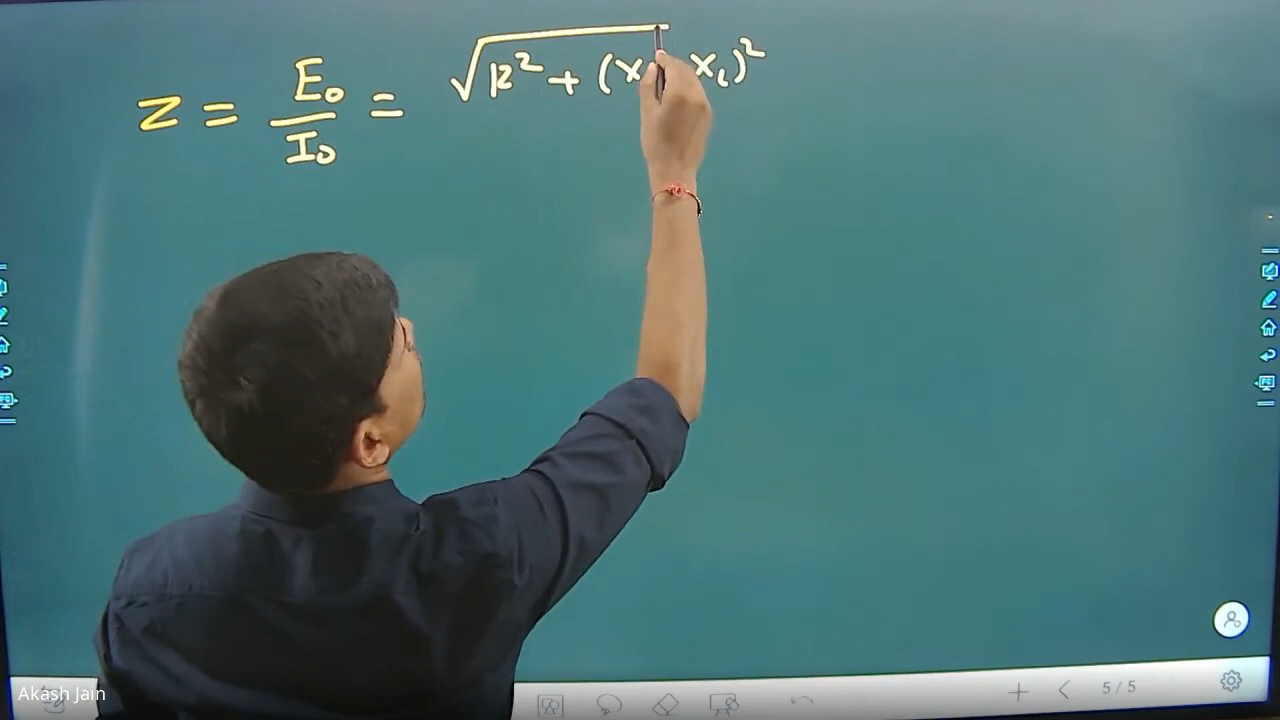 Z = E₀/I₀ = √R² + (X X꜀)²
5 / 5
Akash Jain